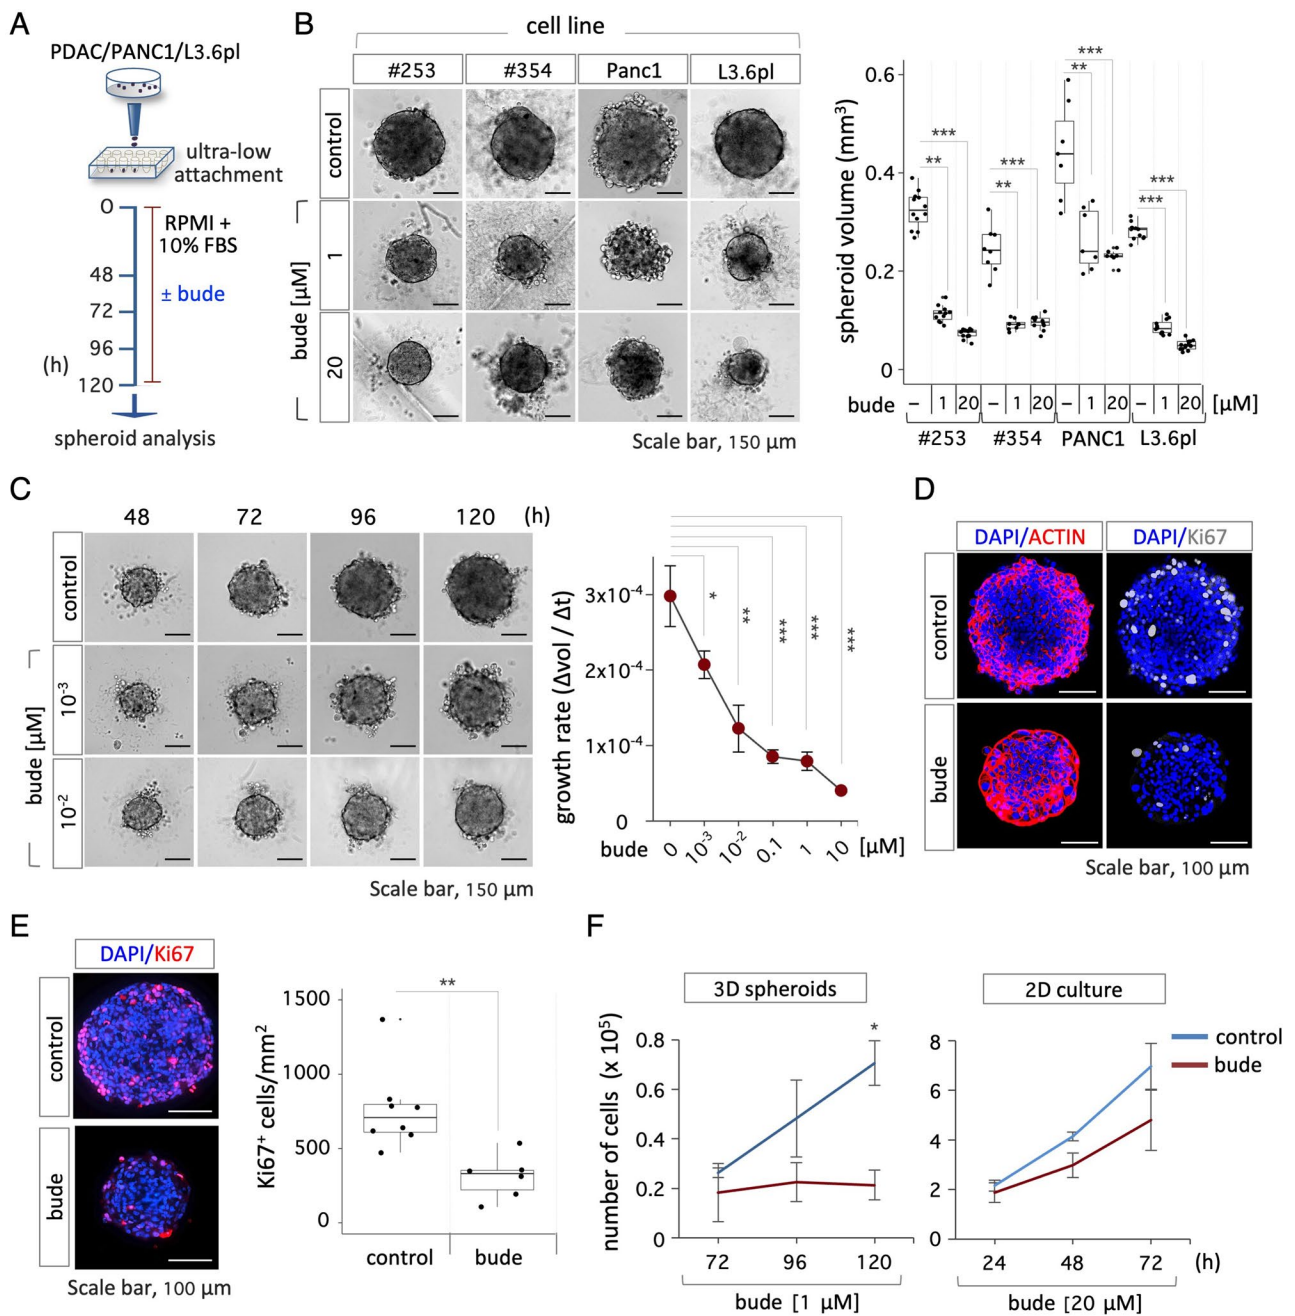 A
PDAC/PANC1/L3.6pl
ultra-low
attachment
0
RPMI +
10% FBS
48
± bude
72
96
(h)
120
spheroid analysis
B
cell line
#253 #354 Panc1 L3.6pl
control
bude [µM]
1
20
Scale bar, 150 µm
spheroid volume (mm³)
0.6
0.4
0.2
0
*** ** *** ** *** ** *** ***
bude – 1 20 – 1 20 – 1 20 – 1 20 [µM]
#253 #354 PANC1 L3.6pl
C
48 72 96 120 (h)
control
bude [µM]
10⁻³
10⁻²
Scale bar, 150 µm
growth rate (Δvol / Δt)
3x10⁻⁴
2x10⁻⁴
1x10⁻⁴
0
* ** *** *** ***
bude 0 10⁻³ 10⁻² 0.1 1 10 [µM]
D
DAPI/ACTIN DAPI/Ki67
control
bude
Scale bar, 100 µm
E
DAPI/Ki67
control
bude
Scale bar, 100 µm
Ki67⁺ cells/mm²
1500
1000
500
0
**
control bude
F
3D spheroids
number of cells (x 10⁵)
0.8
0.6
0.4
0.2
0
*
72 96 120
bude [1 µM]
2D culture
8
6
4
2
0
control
bude
24 48 72 (h)
bude [20 µM]